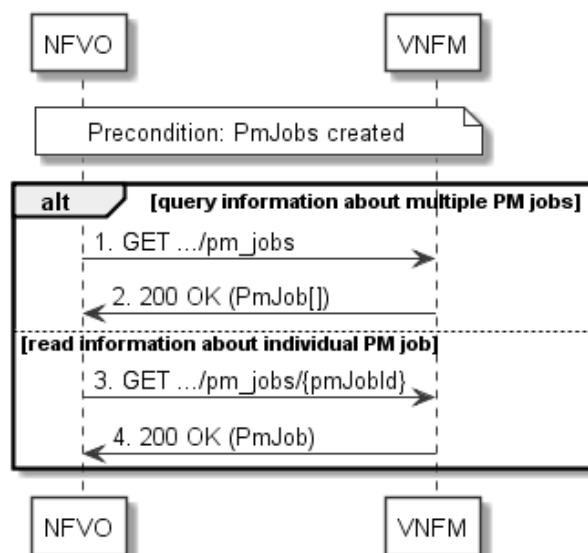 NFVO VNFM
Precondition: PmJobs created
alt [query information about multiple PM jobs]
1. GET .../pm_jobs
2. 200 OK (PmJob[])
[read information about individual PM job]
3. GET .../pm_jobs/{pmJobId}
4. 200 OK (PmJob)
NFVO VNFM